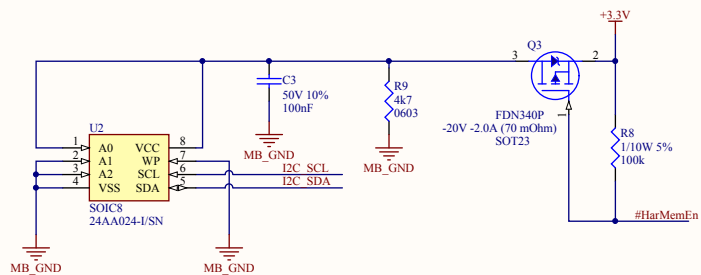 +3.3V
Q3
3
2
1
FDN340P
-20V -2.0A (70 mOhm)
SOT23
R8
1/10W 5%
100k
#HarMemEn
C3
50V 10%
100nF
MB_GND
R9
4k7
0603
MB_GND
U2
1 A0 VCC 8
2 A1 WP 7
3 A2 SCL 6
4 VSS SDA 5
I2C_SCL
I2C_SDA
SOIC8
24AA024-I/SN
MB_GND
MB_GND